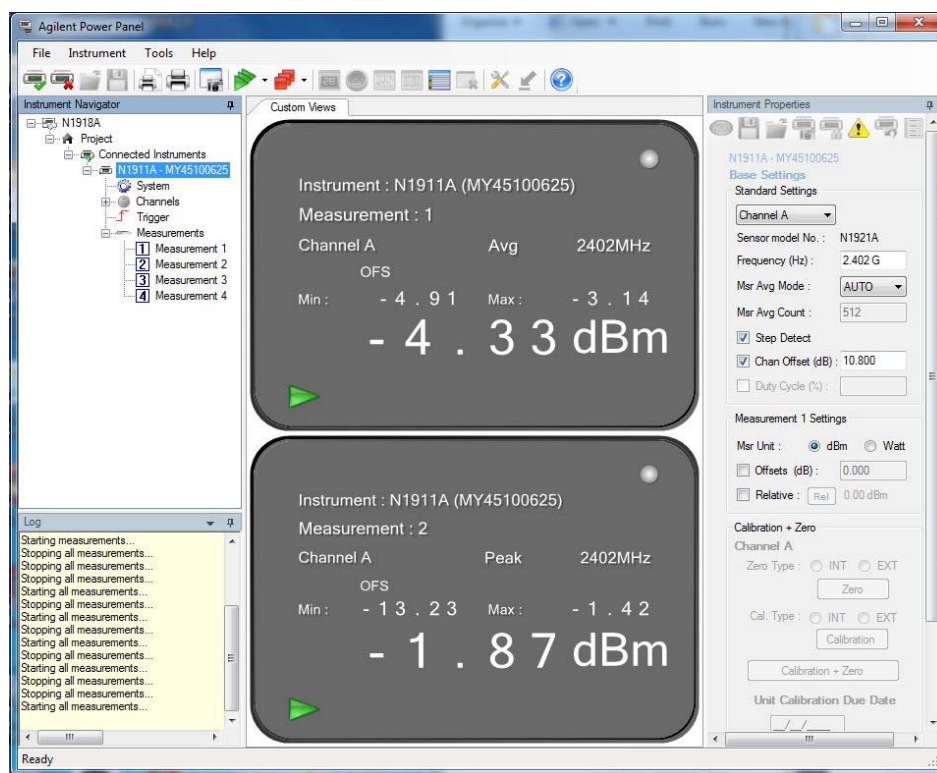 Agilent Power Panel
File Instrument Tools Help
Instrument Navigator
N1918A
Project
Connected Instruments
N1911A - MY45100625
System
Channels
Trigger
Measurements
1 Measurement 1
2 Measurement 2
3 Measurement 3
4 Measurement 4
Log
Starting measurements...
Stopping all measurements...
Stopping all measurements...
Stopping all measurements...
Starting all measurements...
Stopping all measurements...
Starting all measurements...
Stopping all measurements...
Starting all measurements...
Stopping all measurements...
Starting all measurements...
Stopping all measurements...
Stopping all measurements...
Starting all measurements...
Custom Views
Instrument : N1911A (MY45100625)
Measurement : 1
Channel A Avg 2402MHz
OFS
Min : - 4 . 9 1 Max : - 3 . 1 4
- 4 . 3 3 dBm
Instrument : N1911A (MY45100625)
Measurement : 2
Channel A Peak 2402MHz
OFS
Min : - 1 3 . 2 3 Max : - 1 . 4 2
- 1 . 8 7 dBm
Instrument Properties
N1911A - MY45100625
Base Settings
Standard Settings
Channel A
Sensor model No. : N1921A
Frequency (Hz) : 2.402 G
Msr Avg Mode : AUTO
Msr Avg Count : 512
Step Detect
Chan Offset (dB) : 10.800
Duty Cycle (%) :
Measurement 1 Settings
Msr Unit : dBm Watt
Offsets (dB) : 0.000
Relative : Rel 0.00 dBm
Calibration + Zero
Channel A
Zero Type : INT EXT
Zero
Cal. Type : INT EXT
Calibration
Calibration + Zero
Unit Calibration Due Date
_/_/___
Ready